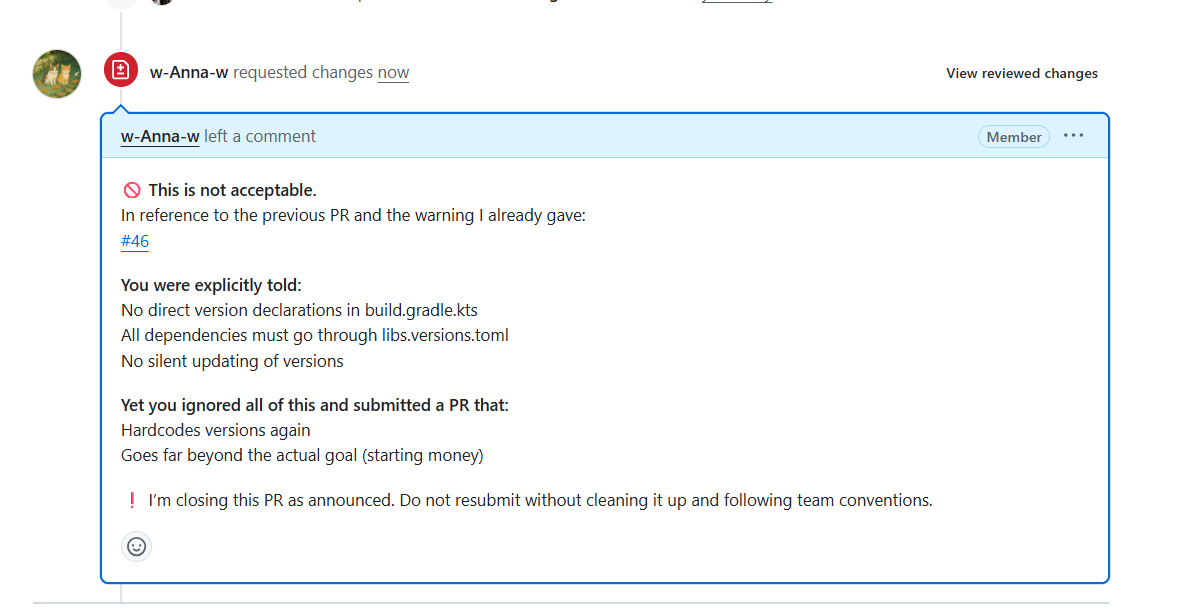 w-Anna-w requested changes now
View reviewed changes
w-Anna-w left a comment
Member
🚫 This is not acceptable.
In reference to the previous PR and the warning I already gave:
#46
You were explicitly told:
No direct version declarations in build.gradle.kts
All dependencies must go through libs.versions.toml
No silent updating of versions
Yet you ignored all of this and submitted a PR that:
Hardcodes versions again
Goes far beyond the actual goal (starting money)
❗ I’m closing this PR as announced. Do not resubmit without cleaning it up and following team conventions.